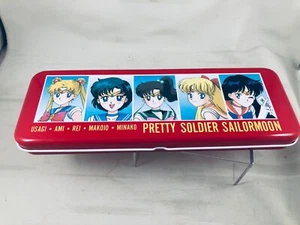 USAGI • AMI • REI • MAKOTO • MINAKO PRETTY SOLDIER SAILORMOON